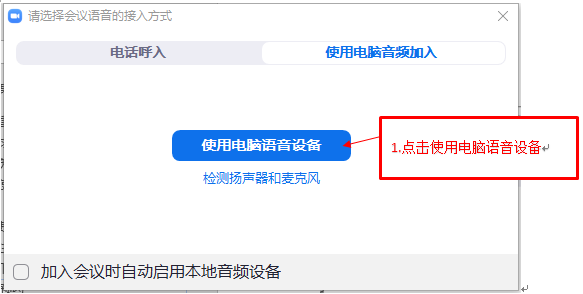 请选择会议语音的接入方式
电话呼入
使用电脑音频加入
使用电脑语音设备
1.点击使用电脑语音设备
检测扬声器和麦克风
加入会议时自动启用本地音频设备